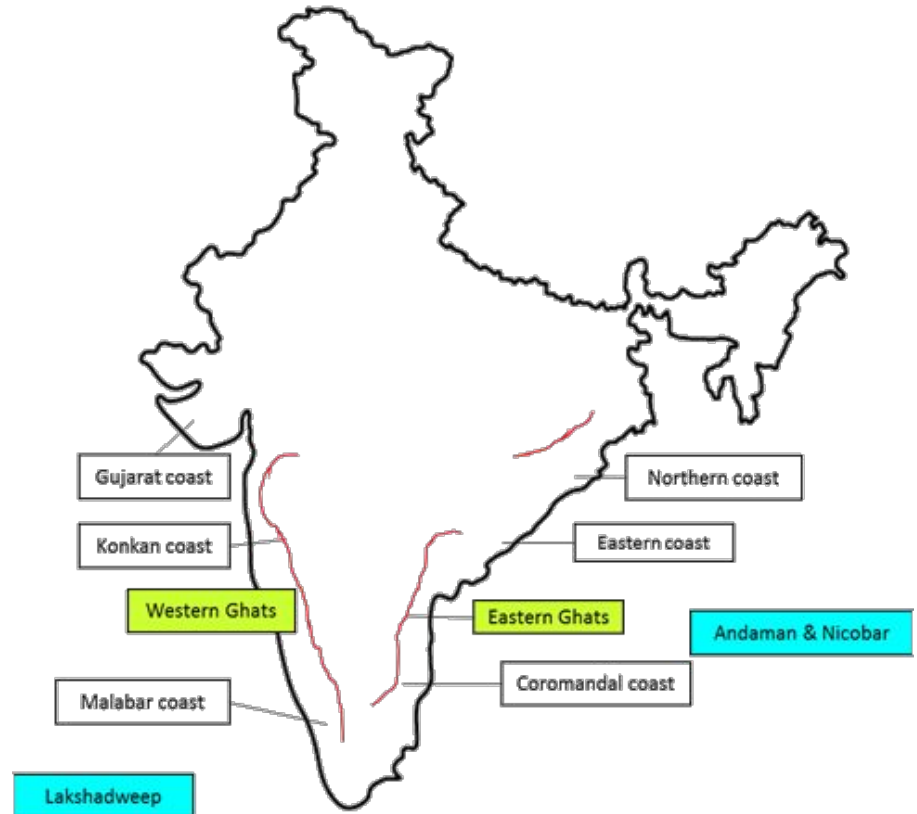 Gujarat coast
Northern coast
Konkan coast
Eastern coast
Western Ghats
Eastern Ghats
Andaman & Nicobar
Coromandal coast
Malabar coast
Lakshadweep